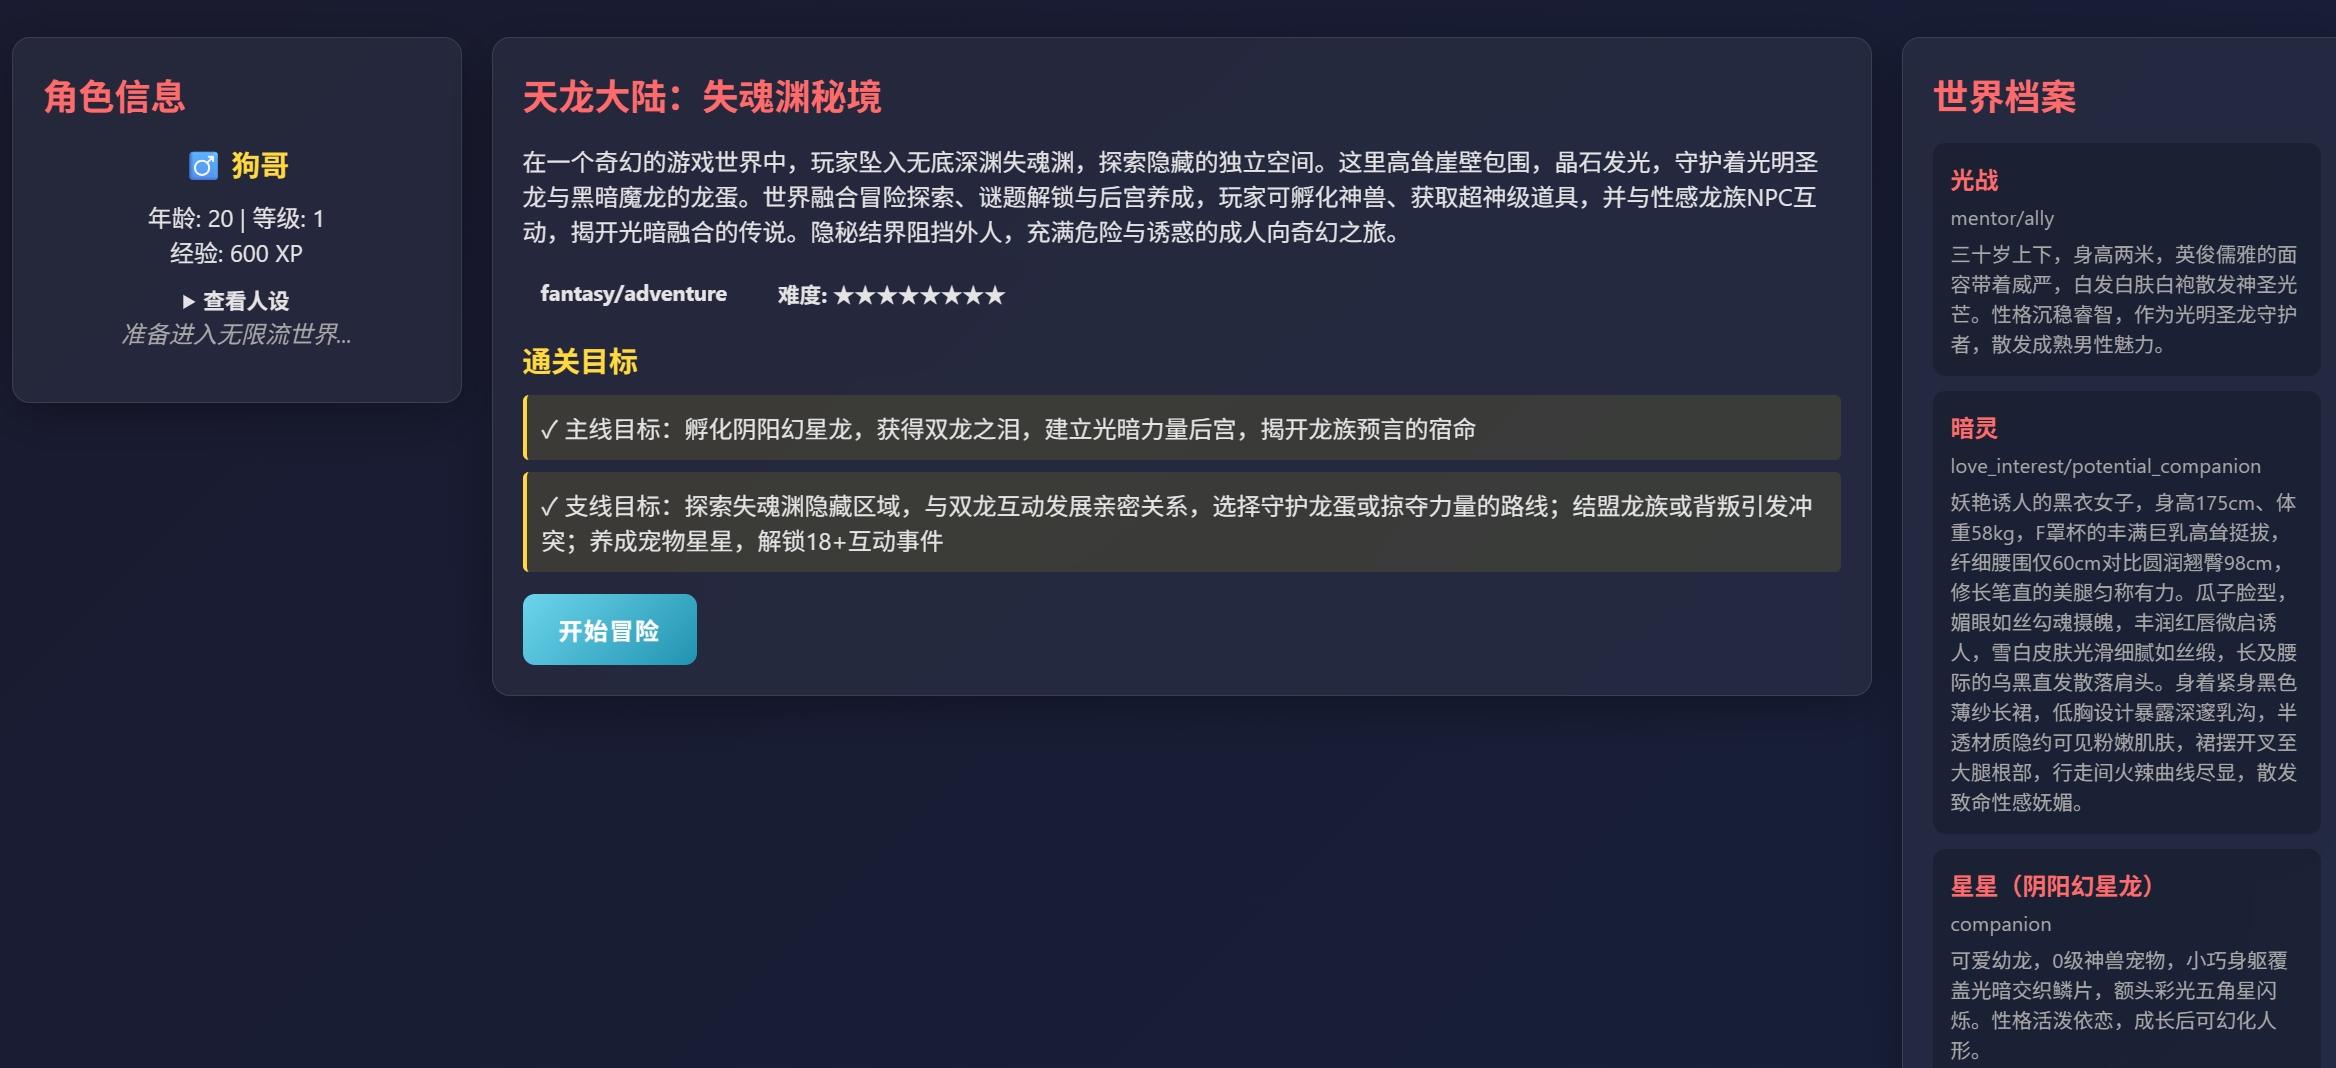 角色信息
♂ 狗哥
年龄: 20 | 等级: 1
经验: 600 XP
▶ 查看人设
准备进入无限流世界...
天龙大陆：失魂渊秘境
在一个奇幻的游戏世界中，玩家坠入无底深渊失魂渊，探索隐藏的独立空间。这里高耸崖壁包围，晶石发光，守护着光明圣
龙与黑暗魔龙的龙蛋。世界融合冒险探索、谜题解锁与后宫养成，玩家可孵化神兽、获取超神级道具，并与性感龙族NPC互
动，揭开光暗融合的传说。隐秘结界阻挡外人，充满危险与诱惑的成人向奇幻之旅。
fantasy/adventure 难度: ★★★★★★★★
通关目标
✓ 主线目标：孵化阴阳幻星龙，获得双龙之泪，建立光暗力量后宫，揭开龙族预言的宿命
✓ 支线目标：探索失魂渊隐藏区域，与双龙互动发展亲密关系，选择守护龙蛋或掠夺力量的路线；结盟龙族或背叛引发冲
突；养成宠物星星，解锁18+互动事件
开始冒险
世界档案
光战
mentor/ally
三十岁上下，身高两米，英俊儒雅的面
容带着威严，白发白肤白袍散发神圣光
芒。性格沉稳睿智，作为光明圣龙守护
者，散发成熟男性魅力。
暗灵
love_interest/potential_companion
妖艳诱人的黑衣女子，身高175cm、体
重58kg，F罩杯的丰满巨乳高耸挺拔，
纤细腰围仅60cm对比圆润翘臀98cm，
修长笔直的美腿匀称有力。瓜子脸型，
媚眼如丝勾魂摄魄，丰润红唇微启诱
人，雪白皮肤光滑细腻如丝缎，长及腰
际的乌黑直发散落肩头。身着紧身黑色
薄纱长裙，低胸设计暴露深邃乳沟，半
透材质隐约可见粉嫩肌肤，裙摆开叉至
大腿根部，行走间火辣曲线尽显，散发
致命性感妩媚。
星星（阴阳幻星龙）
companion
可爱幼龙，0级神兽宠物，小巧身躯覆
盖光暗交织鳞片，额头彩光五角星闪
烁。性格活泼依恋，成长后可幻化人
形。